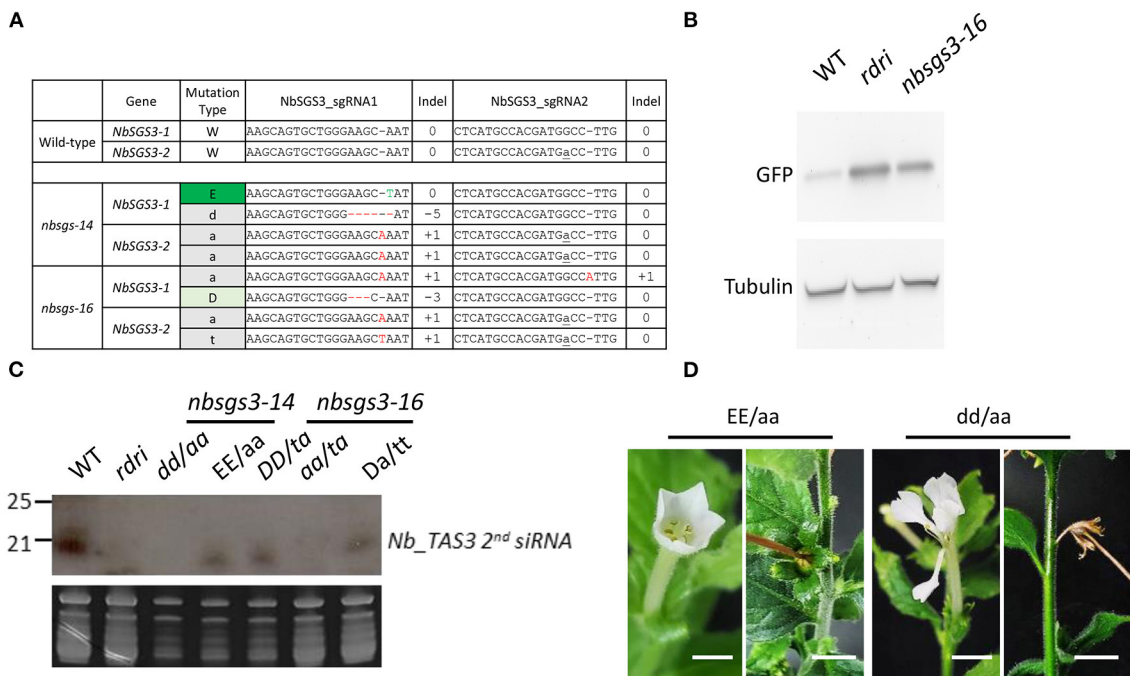 A
Gene Mutation Type NbSGS3_sgRNA1 Indel NbSGS3_sgRNA2 Indel
Wild-type NbSGS3-1 W AAGCAGTGCTGGGAAGC-AAT 0 CTCATGCCACGATGGCC-TTG 0
NbSGS3-2 W AAGCAGTGCTGGGAAGC-AAT 0 CTCATGCCACGATGaCC-TTG 0
nbsgs-14 NbSGS3-1 E AAGCAGTGCTGGGAAGC-TAT 0 CTCATGCCACGATGGCC-TTG 0
d AAGCAGTGCTGGG------AT -5 CTCATGCCACGATGGCC-TTG 0
NbSGS3-2 a AAGCAGTGCTGGGAAGCAAAT +1 CTCATGCCACGATGaCC-TTG 0
a AAGCAGTGCTGGGAAGCAAAT +1 CTCATGCCACGATGaCC-TTG 0
nbsgs-16 NbSGS3-1 a AAGCAGTGCTGGGAAGCAAAT +1 CTCATGCCACGATGGCCATTG +1
D AAGCAGTGCTGGG---C-AAT -3 CTCATGCCACGATGGCC-TTG 0
NbSGS3-2 a AAGCAGTGCTGGGAAGCAAAT +1 CTCATGCCACGATGaCC-TTG 0
t AAGCAGTGCTGGGAAGCTAAT +1 CTCATGCCACGATGaCC-TTG 0
B
WT rdri nbsgs3-16
GFP
Tubulin
C
nbsgs3-14 nbsgs3-16
WT rdri dd/aa EE/aa DD/ta aa/ta Da/tt
25
21
Nb_TAS3 2nd siRNA
D
EE/aa dd/aa